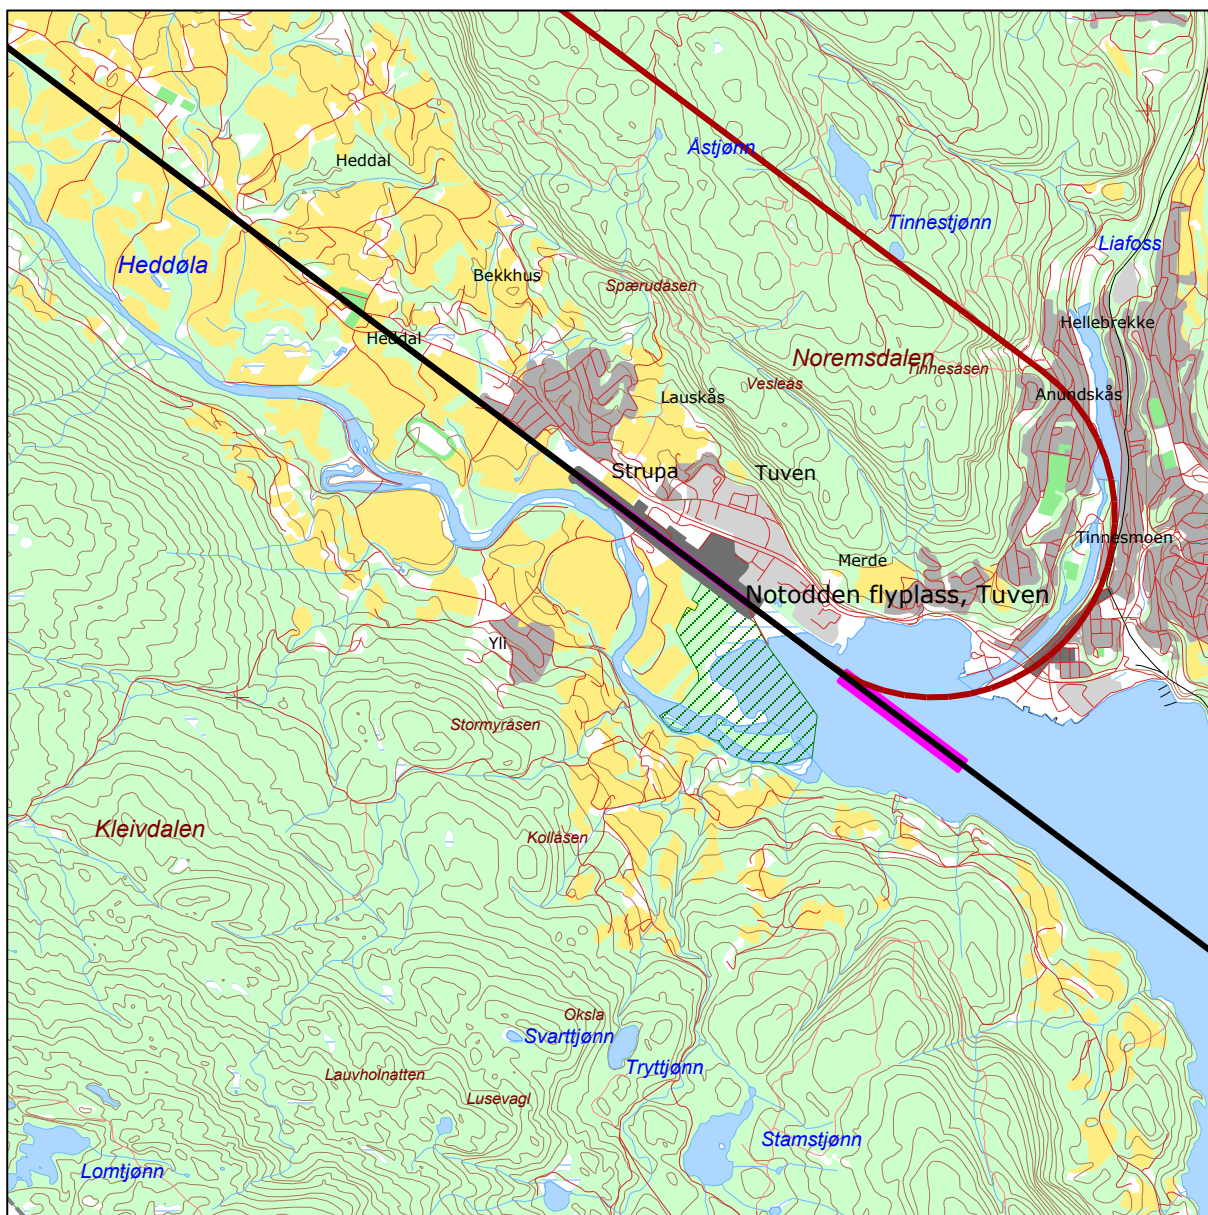 Åstjønn
Heddal
Tinnestjønn
Liafoss
Heddøla
Bekkhus
Spærudåsen
Hellebrekke
Heddal
Noremsdalen
Tinnesåsen
Vesleås
Anundskås
Lauskås
Strupa
Tuven
Tinnesmoen
Merde
Notodden flyplass, Tuven
Yli
Stormyråsen
Kleivdalen
Kollåsen
Oksla
Svarttjønn
Tryttjønn
Lauvholnatten
Lusevagl
Stamstjønn
Lomtjønn